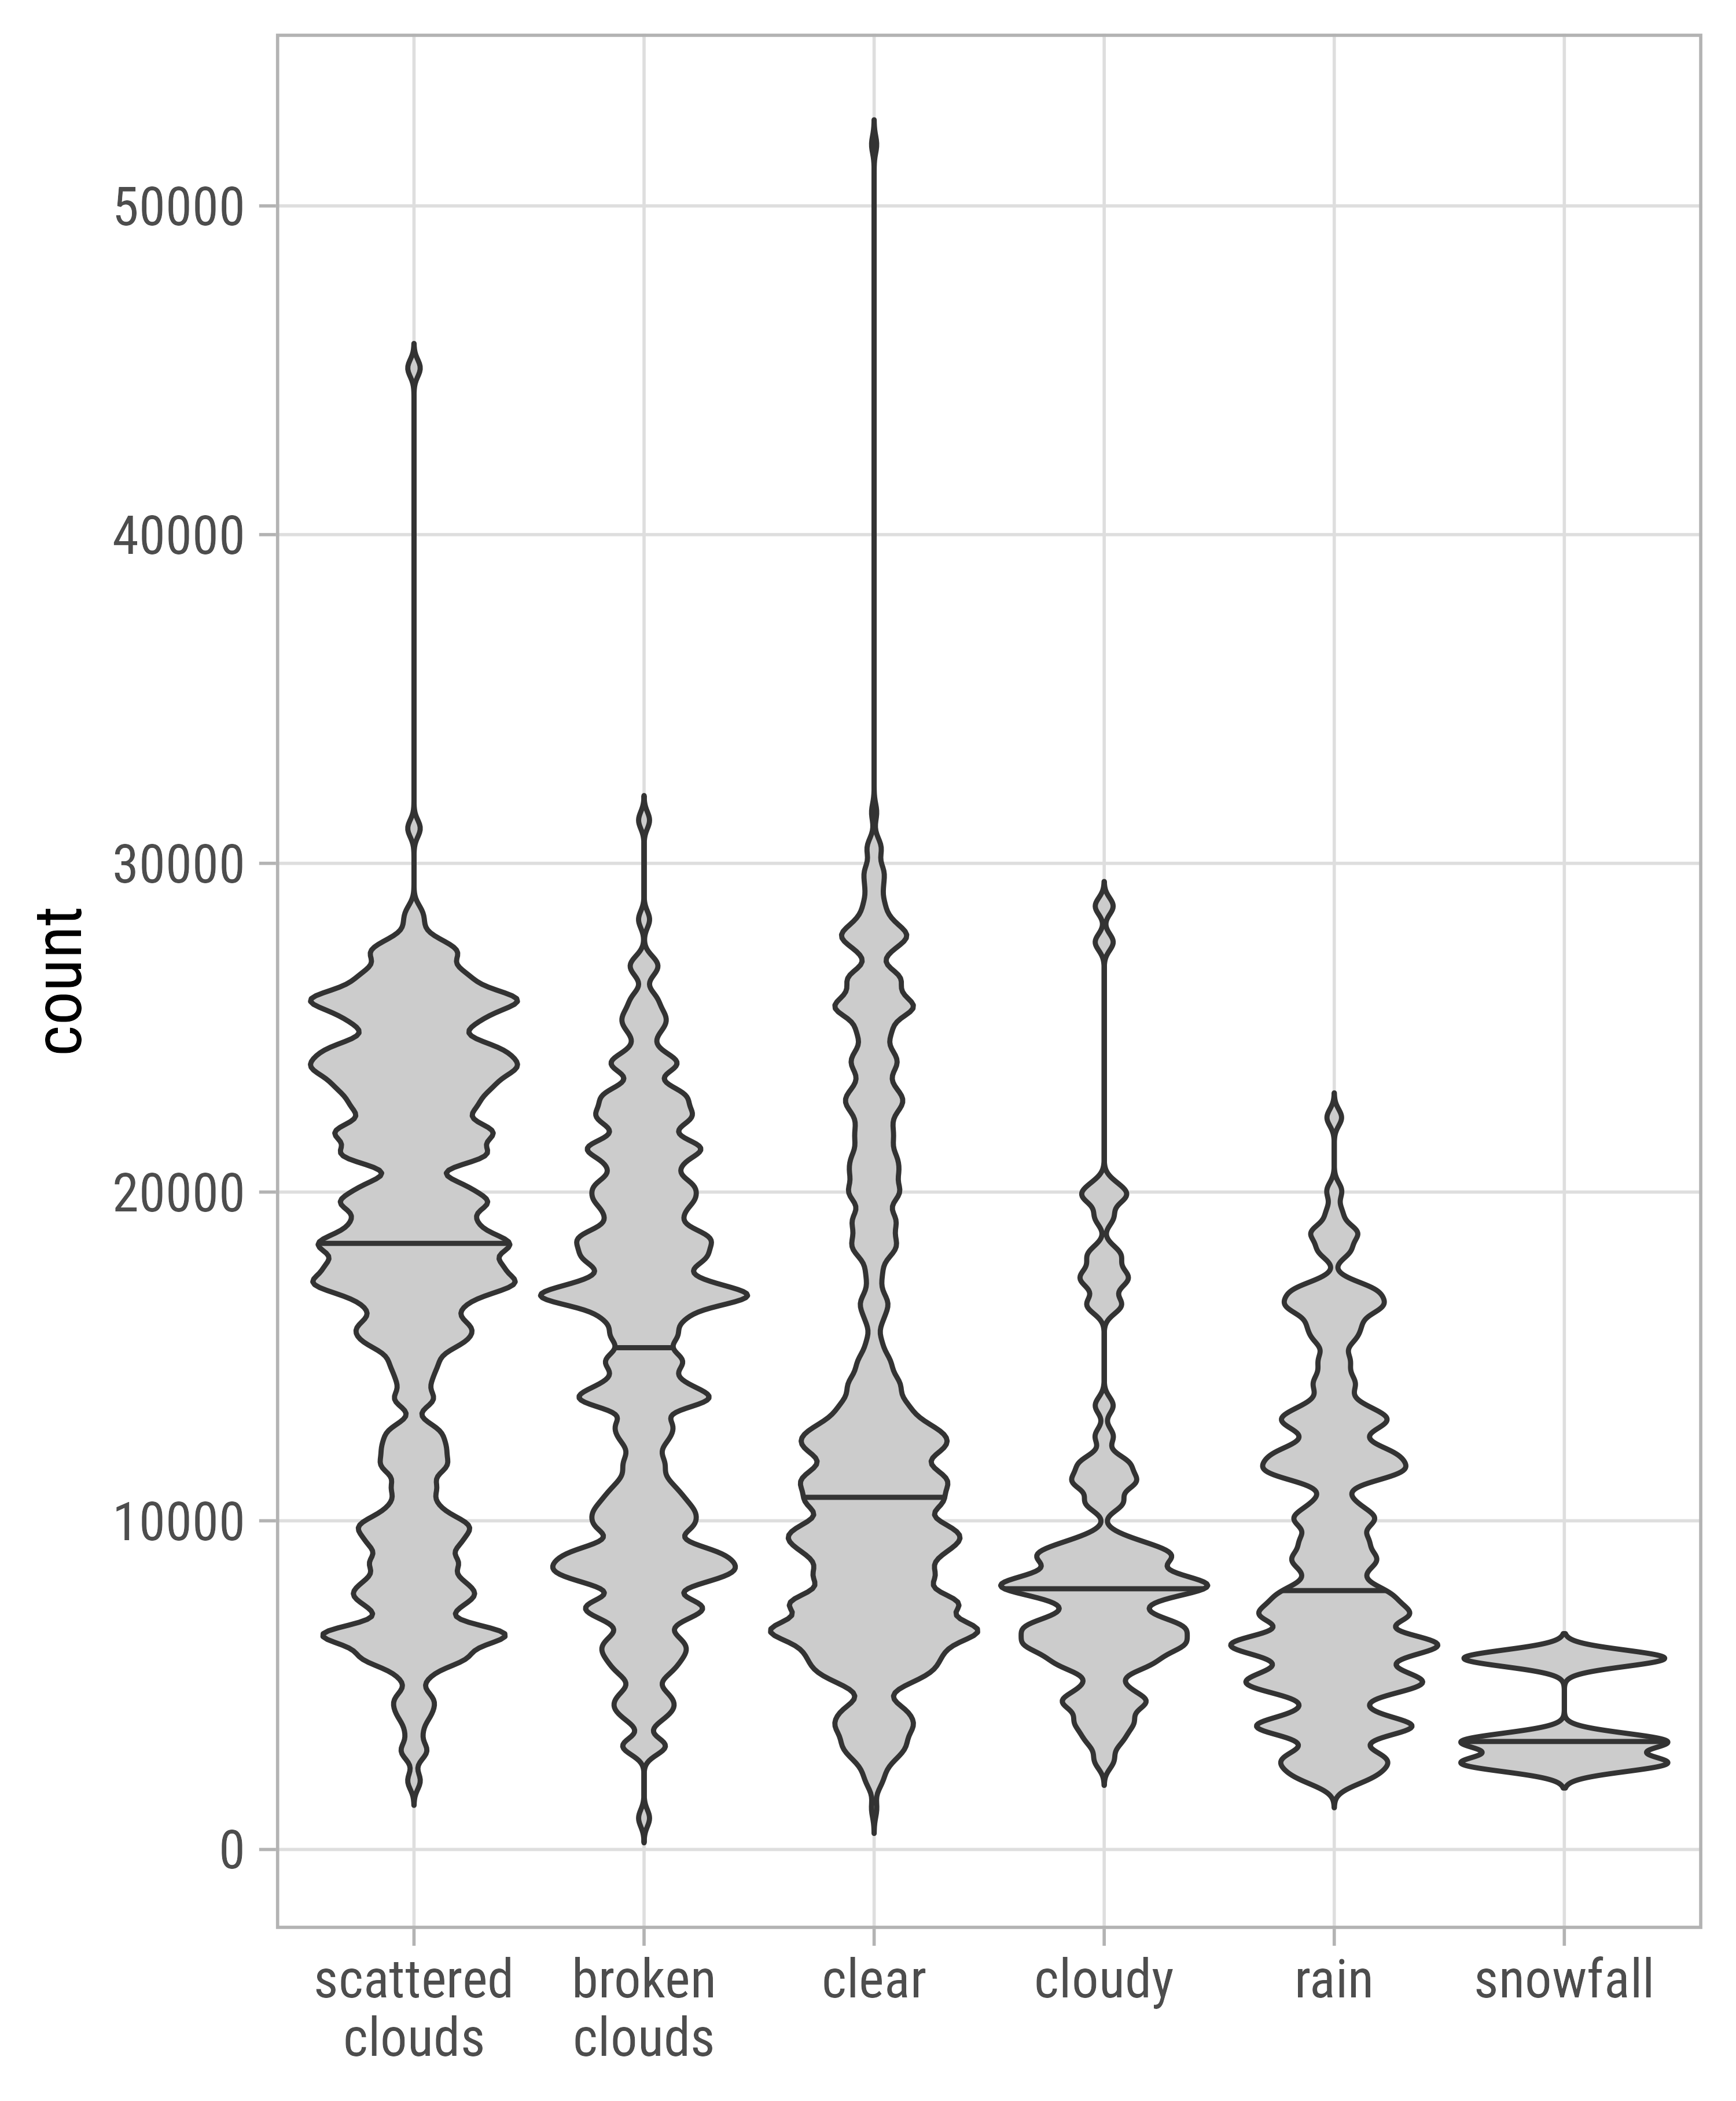 count
50000
40000
30000
20000
10000
0
scattered clouds
broken clouds
clear
cloudy
rain
snowfall